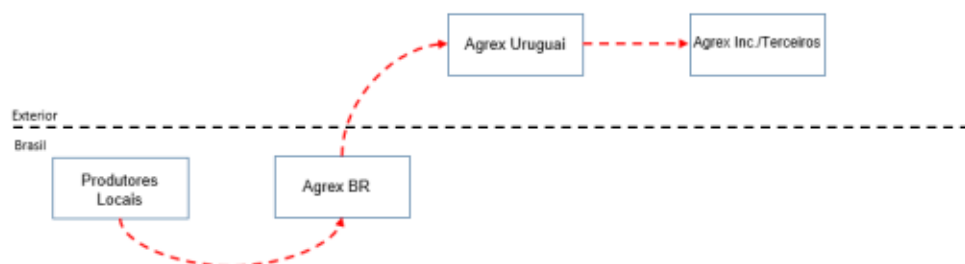 Agrex Uruguai
Agrex Inc./Terceiros
Exterior
Brasil
Produtores
Locais
Agrex BR